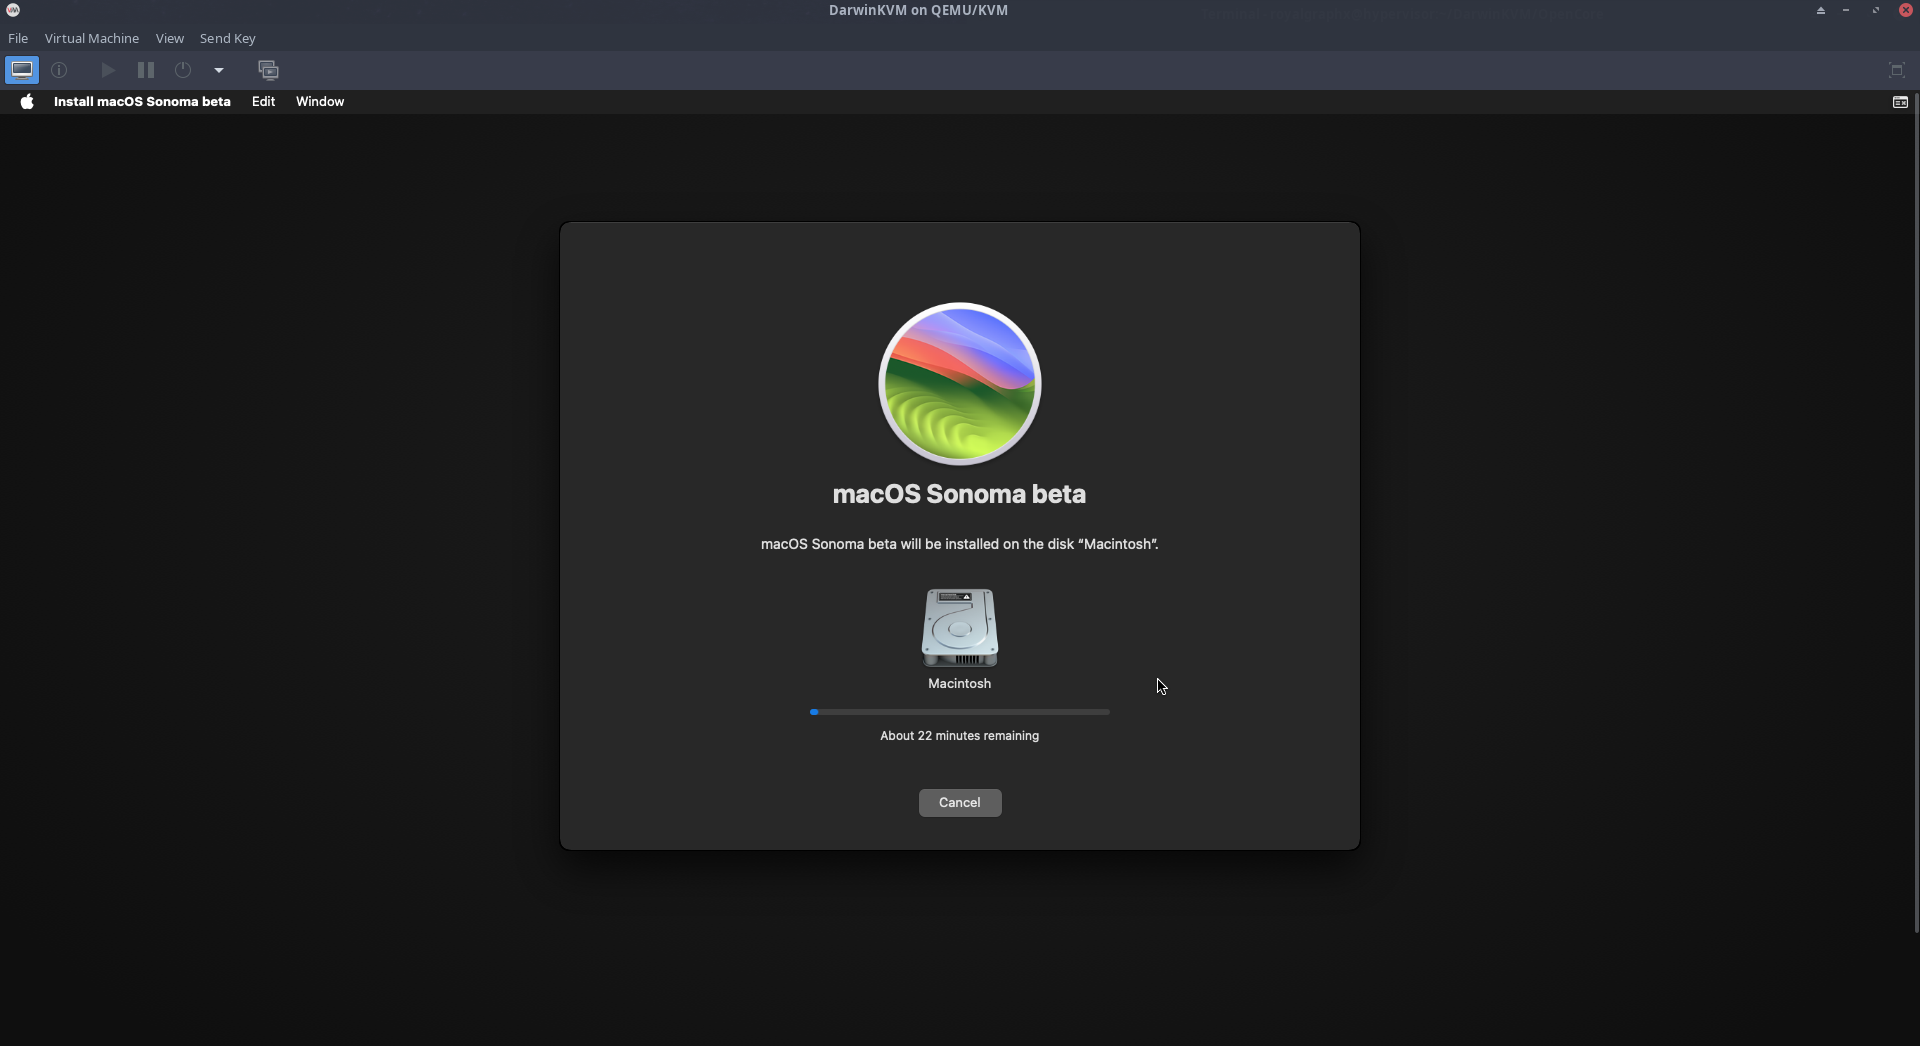 DarwinKVM on QEMU/KVM
File Virtual Machine View Send Key
Install macOS Sonoma beta Edit Window
macOS Sonoma beta
macOS Sonoma beta will be installed on the disk “Macintosh”.
Macintosh
About 22 minutes remaining
Cancel